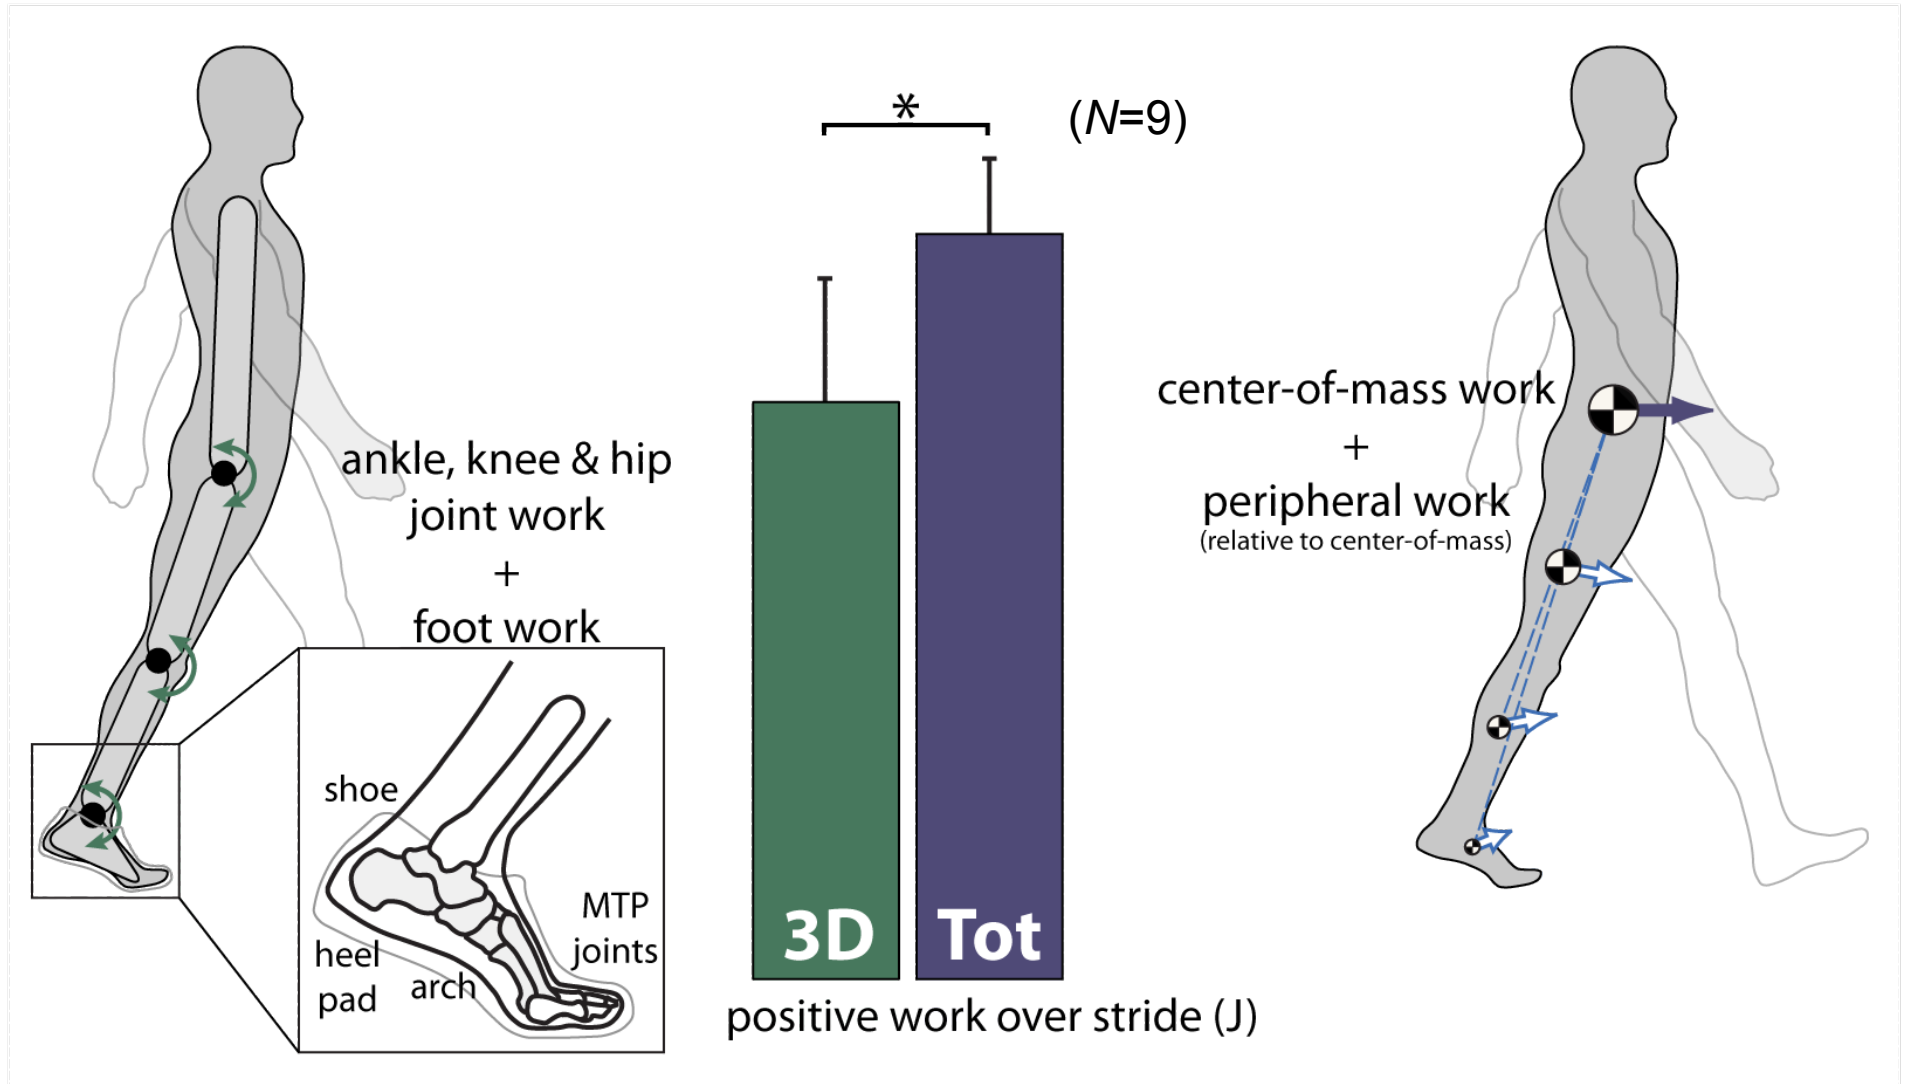 *
(N=9)
ankle, knee & hip
joint work
+
foot work
shoe
heel
pad
arch
MTP
joints
3D
Tot
positive work over stride (J)
center-of-mass work
+
peripheral work
(relative to center-of-mass)